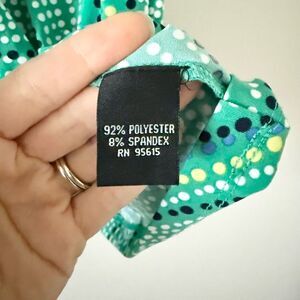 92% POLYESTER
8% SPANDEX
RN 95615